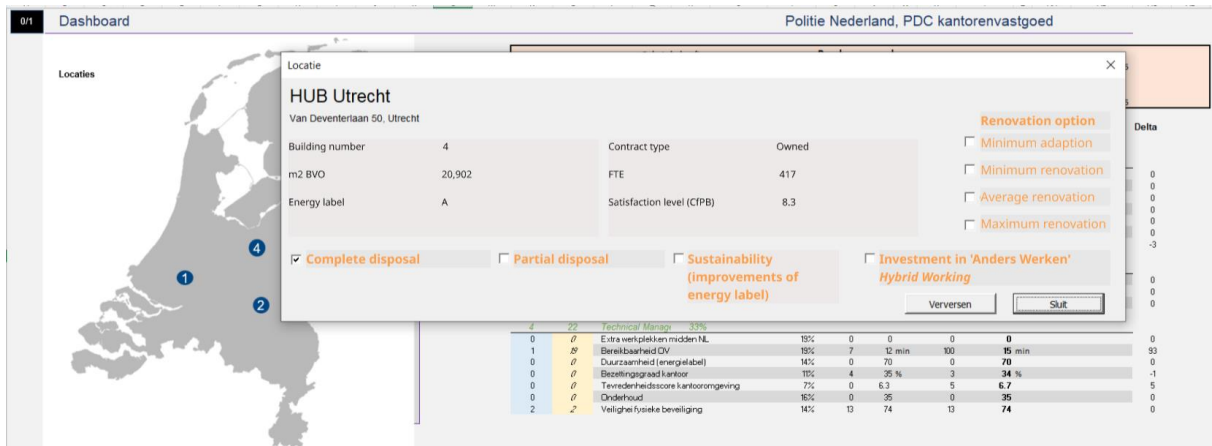 0/1 Dashboard Politie Nederland, PDC kantorenvastgoed
Locaties
Locatie
HUB Utrecht
Van Deventerlaan 50, Utrecht
Building number 4 Contract type Owned
m2 BVO 20,902 FTE 417
Energy label A Satisfaction level (CfPB) 8.3
Renovation option
Minimum adaption
Minimum renovation
Average renovation
Maximum renovation
Complete disposal
Partial disposal
Sustainability
(improvements of
energy label)
Investment in 'Anders Werken'
Hybrid Working
Verversen Sluit
Delta
0
0
0
0
0
0
-3
0
0
0
4
1
2
4 22 Technical Managi 33%
0 0 Extra werkplekken midden NL 19% 0 0 0 0 0
1 19 Bereikbaarheid OV 19% 7 12 min 100 15 min 93
0 0 Duurzaamheid (energielabel) 14% 0 70 0 70 0
0 0 Bezettingsgraad kantoor 11% 4 35 % 3 34 % -1
0 0 Tevredenheidsscore kantooromgeving 7% 0 6.3 5 6.7 5
0 0 Onderhoud 16% 0 35 0 35 0
2 2 Veilighei fysieke beveiliging 14% 13 74 13 74 0